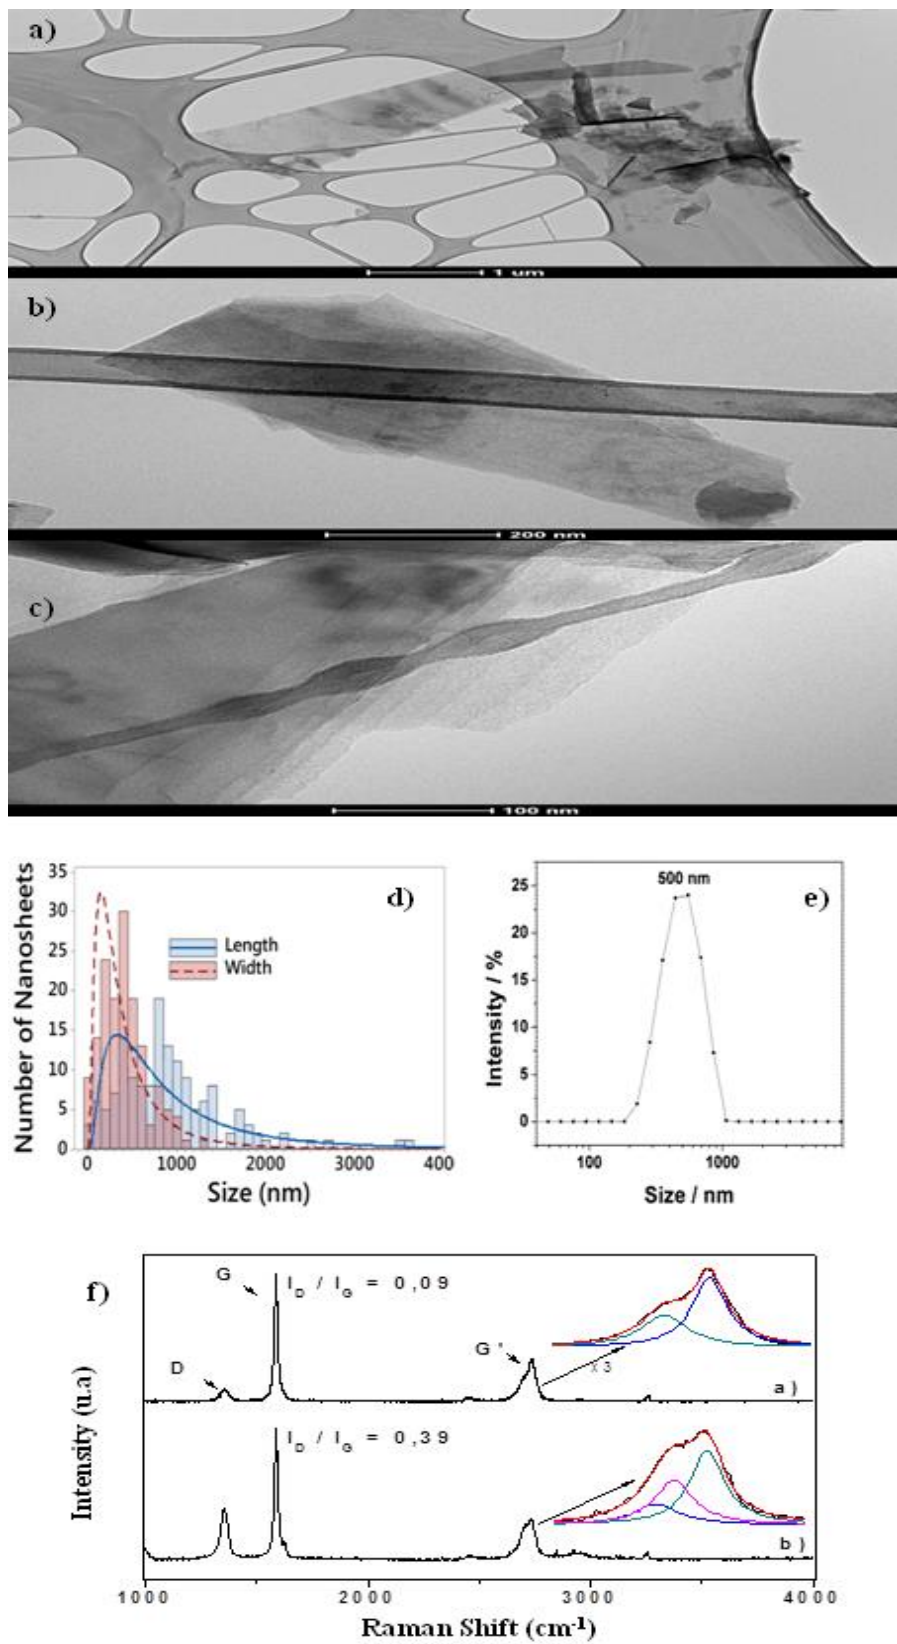 a)
1 um
b)
200 nm
c)
100 nm
d)
Number of Nanosheets
35
30
25
20
15
10
5
0
Length
Width
0
1000
2000
3000
400
Size (nm)
e)
500 nm
Intensity / %
25
20
15
10
5
0
100
1000
Size / nm
f)
G
I_D / I_G = 0,09
D
G '
x 3
a )
I_D / I_G = 0,39
b )
Intensity (u.a)
1000
2000
3000
4000
Raman Shift (cm⁻¹)